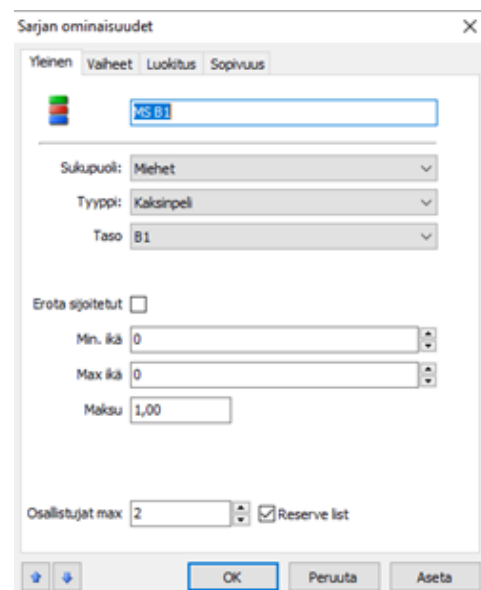 Sarjan ominaisuudet
Yleinen Vaiheet Luokitus Sopivuus
MS B1
Sukupuoli: Miehet
Tyyppi: Kaksinpeli
Taso B1
Erota sijoitetut
Min. ikä 0
Max ikä 0
Maksu 1,00
Osallistujat max 2 Reserve list
OK Peruuta Aseta